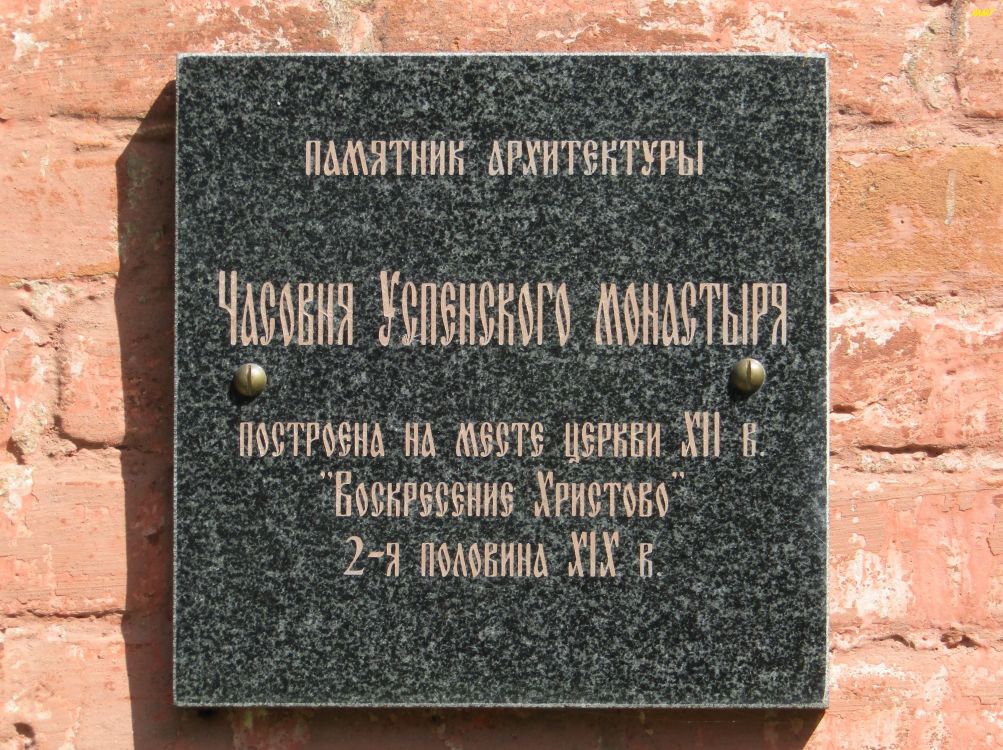 ПАМЯТНИК АРХИТЕКТУРЫ
Часовня Успенского монастыря
построена на месте церкви XII в.
"Воскресение Христово"
2-я половина XIX в.